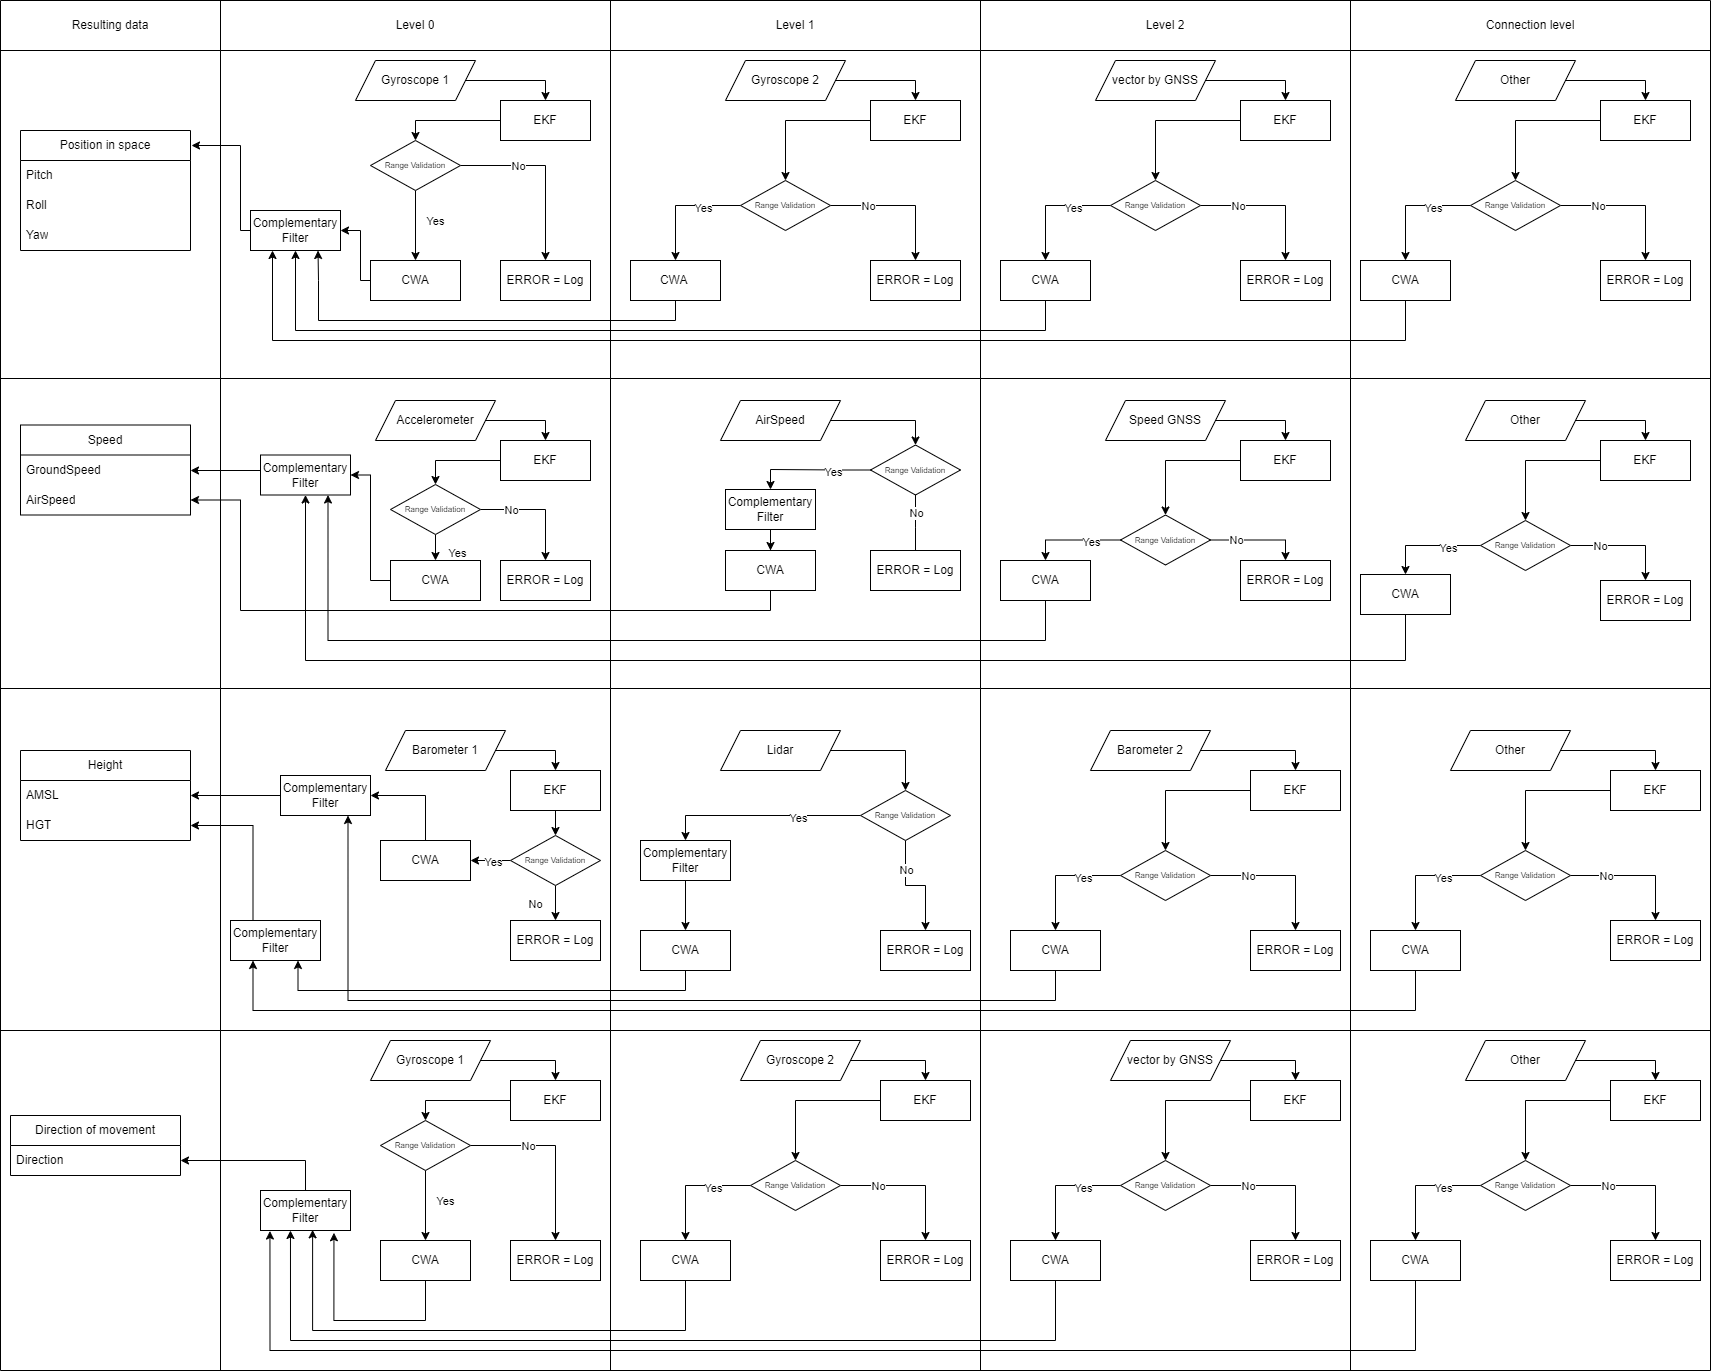 Resulting data
Level 0
Level 1
Level 2
Connection level
Position in space
Pitch
Roll
Yaw
Gyroscope 1
EKF
Range Validation
No
Yes
Complementary
Filter
CWA
ERROR = Log
Gyroscope 2
EKF
Range Validation
Yes
No
CWA
ERROR = Log
vector by GNSS
EKF
Range Validation
Yes
No
CWA
ERROR = Log
Other
EKF
Range Validation
Yes
No
CWA
ERROR = Log
Speed
GroundSpeed
AirSpeed
Accelerometer
EKF
Complementary
Filter
Range Validation
No
Yes
CWA
ERROR = Log
AirSpeed
Range Validation
Yes
Complementary
Filter
No
CWA
ERROR = Log
Speed GNSS
EKF
Range Validation
Yes
No
CWA
ERROR = Log
Other
EKF
Range Validation
Yes
No
CWA
ERROR = Log
Height
AMSL
HGT
Barometer 1
EKF
Complementary
Filter
CWA
Yes
Range Validation
No
Complementary
Filter
ERROR = Log
Lidar
Range Validation
Yes
Complementary
Filter
No
CWA
ERROR = Log
Barometer 2
EKF
Range Validation
Yes
No
CWA
ERROR = Log
Other
EKF
Range Validation
Yes
No
CWA
ERROR = Log
Direction of movement
Direction
Gyroscope 1
EKF
Range Validation
No
Yes
Complementary
Filter
CWA
ERROR = Log
Gyroscope 2
EKF
Range Validation
Yes
No
CWA
ERROR = Log
vector by GNSS
EKF
Range Validation
Yes
No
CWA
ERROR = Log
Other
EKF
Range Validation
Yes
No
CWA
ERROR = Log